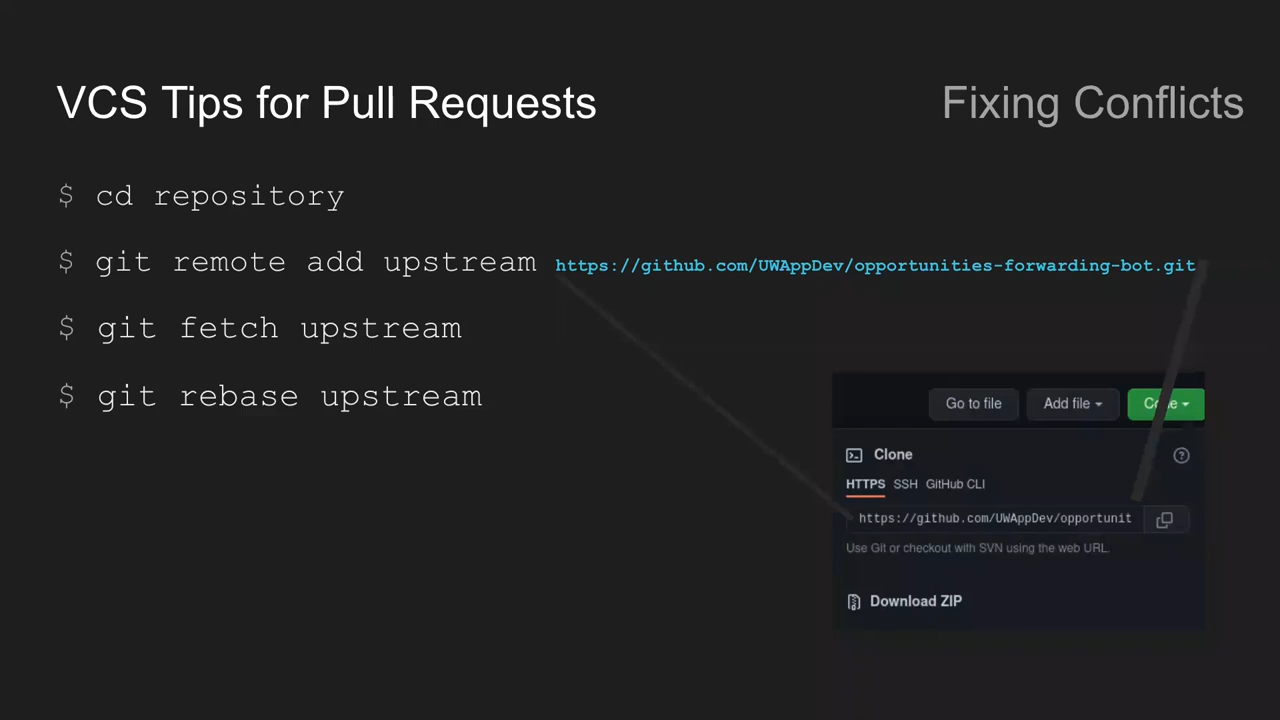 VCS Tips for Pull Requests
Fixing Conflicts
$ cd repository
$ git remote add upstream https://github.com/UWAppDev/opportunities-forwarding-bot.git
$ git fetch upstream
$ git rebase upstream
Go to file Add file Code
Clone
HTTPS SSH GitHub CLI
https://github.com/UWAppDev/opportunit
Use Git or checkout with SVN using the web URL.
Download ZIP